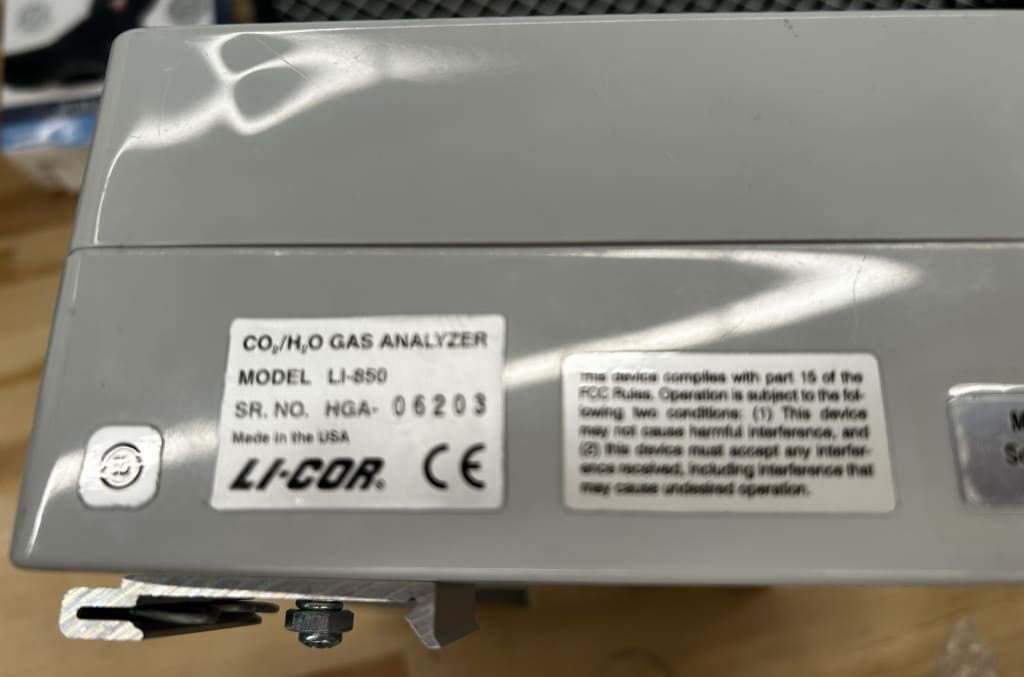 CO₂/H₂O GAS ANALYZER
MODEL LI-850
SR. NO. HGA- 06203
Made in the USA
LI-COR® CE
This device complies with part 15 of the
FCC Rules. Operation is subject to the fol-
lowing two conditions: (1) This device
may not cause harmful interference, and
(2) this device must accept any interfer-
ence received, including interference that
may cause undesired operation.